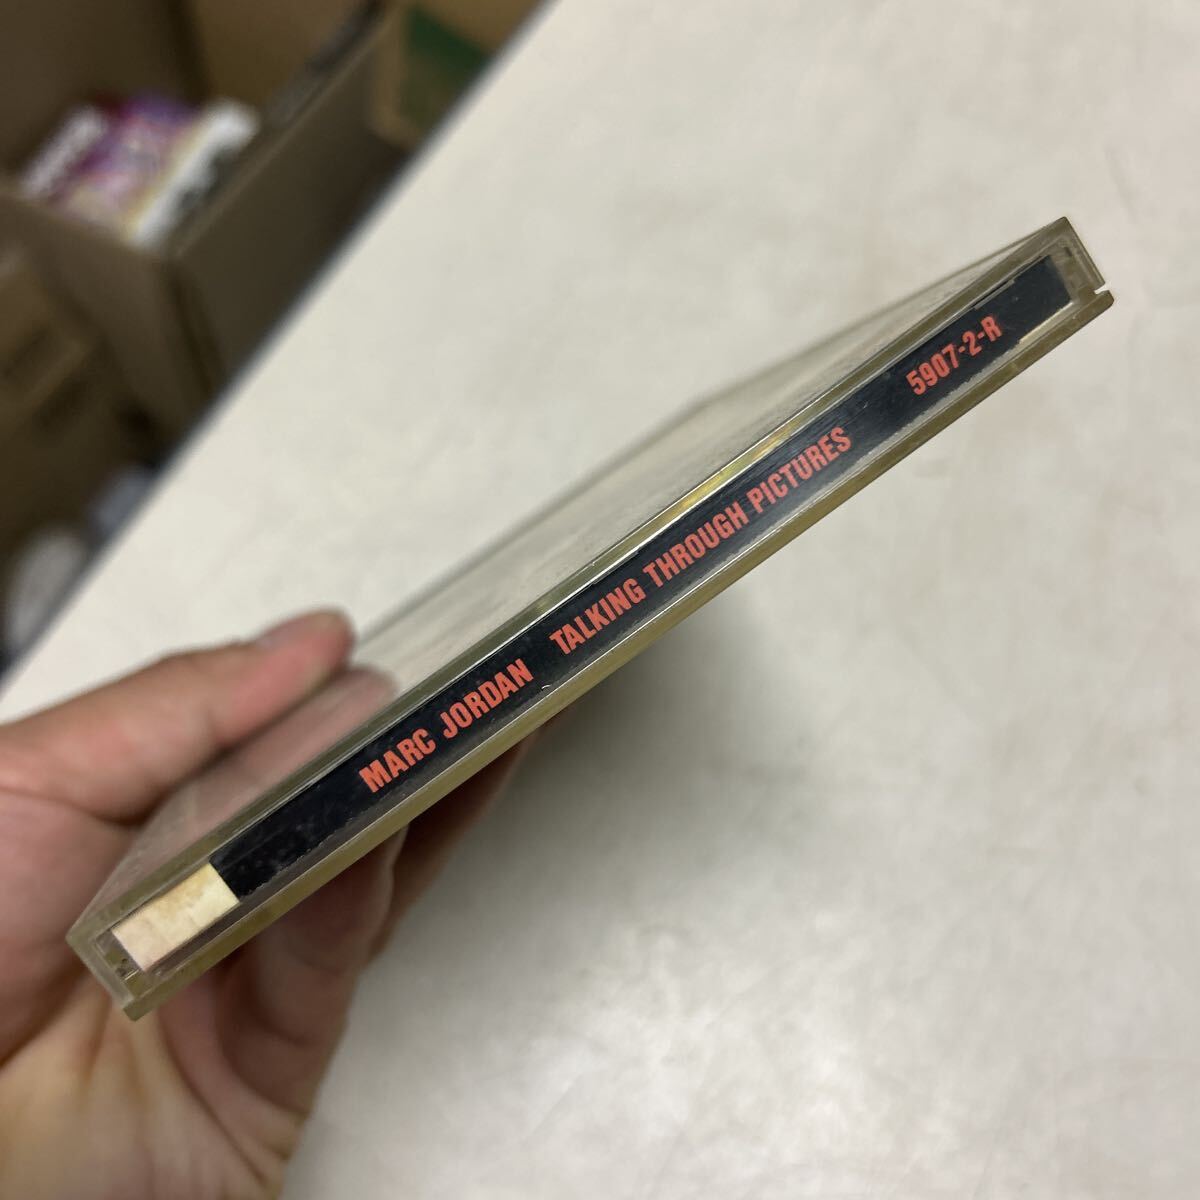 MARC JORDAN TALKING THROUGH PICTURES 5907-2-R